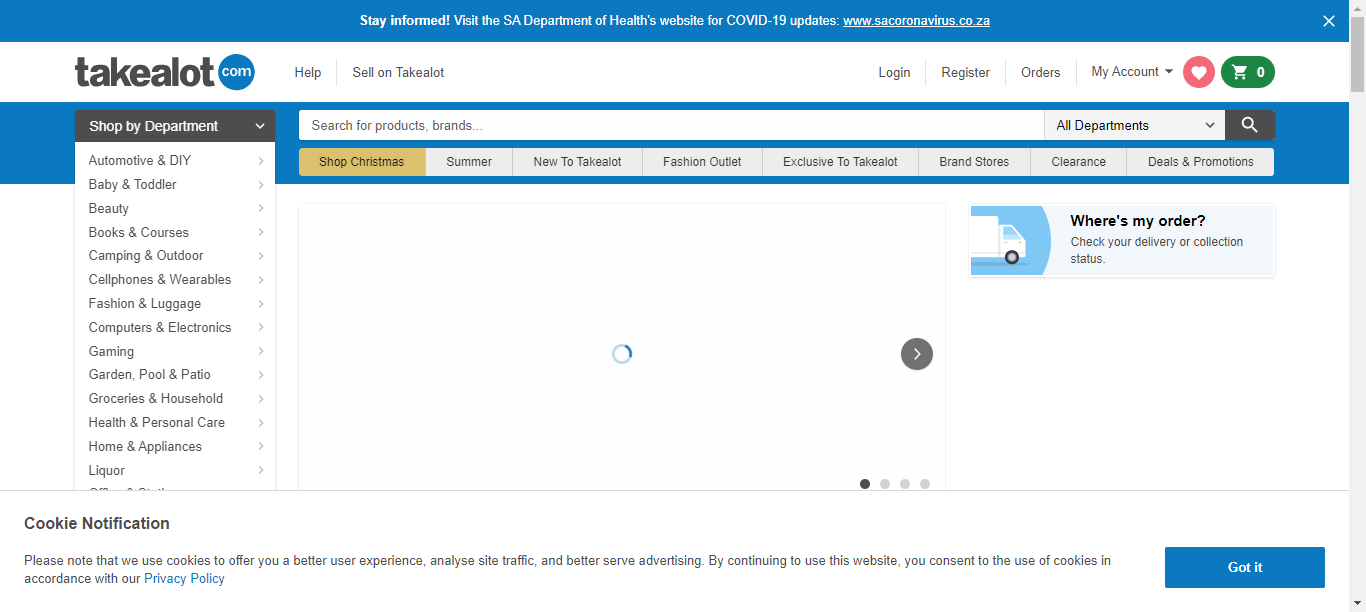 Stay informed! Visit the SA Department of Health's website for COVID-19 updates: www.sacoronavirus.co.za
takealot com
Help
Sell on Takealot
Login
Register
Orders
My Account
0
Shop by Department
Search for products, brands...
All Departments
Shop Christmas
Summer
New To Takealot
Fashion Outlet
Exclusive To Takealot
Brand Stores
Clearance
Deals & Promotions
Automotive & DIY
Baby & Toddler
Beauty
Books & Courses
Camping & Outdoor
Cellphones & Wearables
Fashion & Luggage
Computers & Electronics
Gaming
Garden, Pool & Patio
Groceries & Household
Health & Personal Care
Home & Appliances
Liquor
Where's my order?
Check your delivery or collection
status.
Cookie Notification
Please note that we use cookies to offer you a better user experience, analyse site traffic, and better serve advertising. By continuing to use this website, you consent to the use of cookies in
accordance with our Privacy Policy
Got it